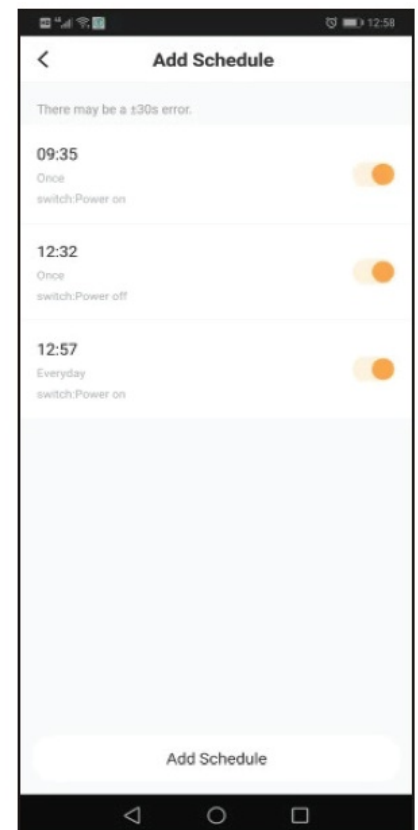 12:58
Add Schedule
There may be a ±30s error.
09:35
Once
switch:Power on
12:32
Once
switch:Power off
12:57
Everyday
switch:Power on
Add Schedule